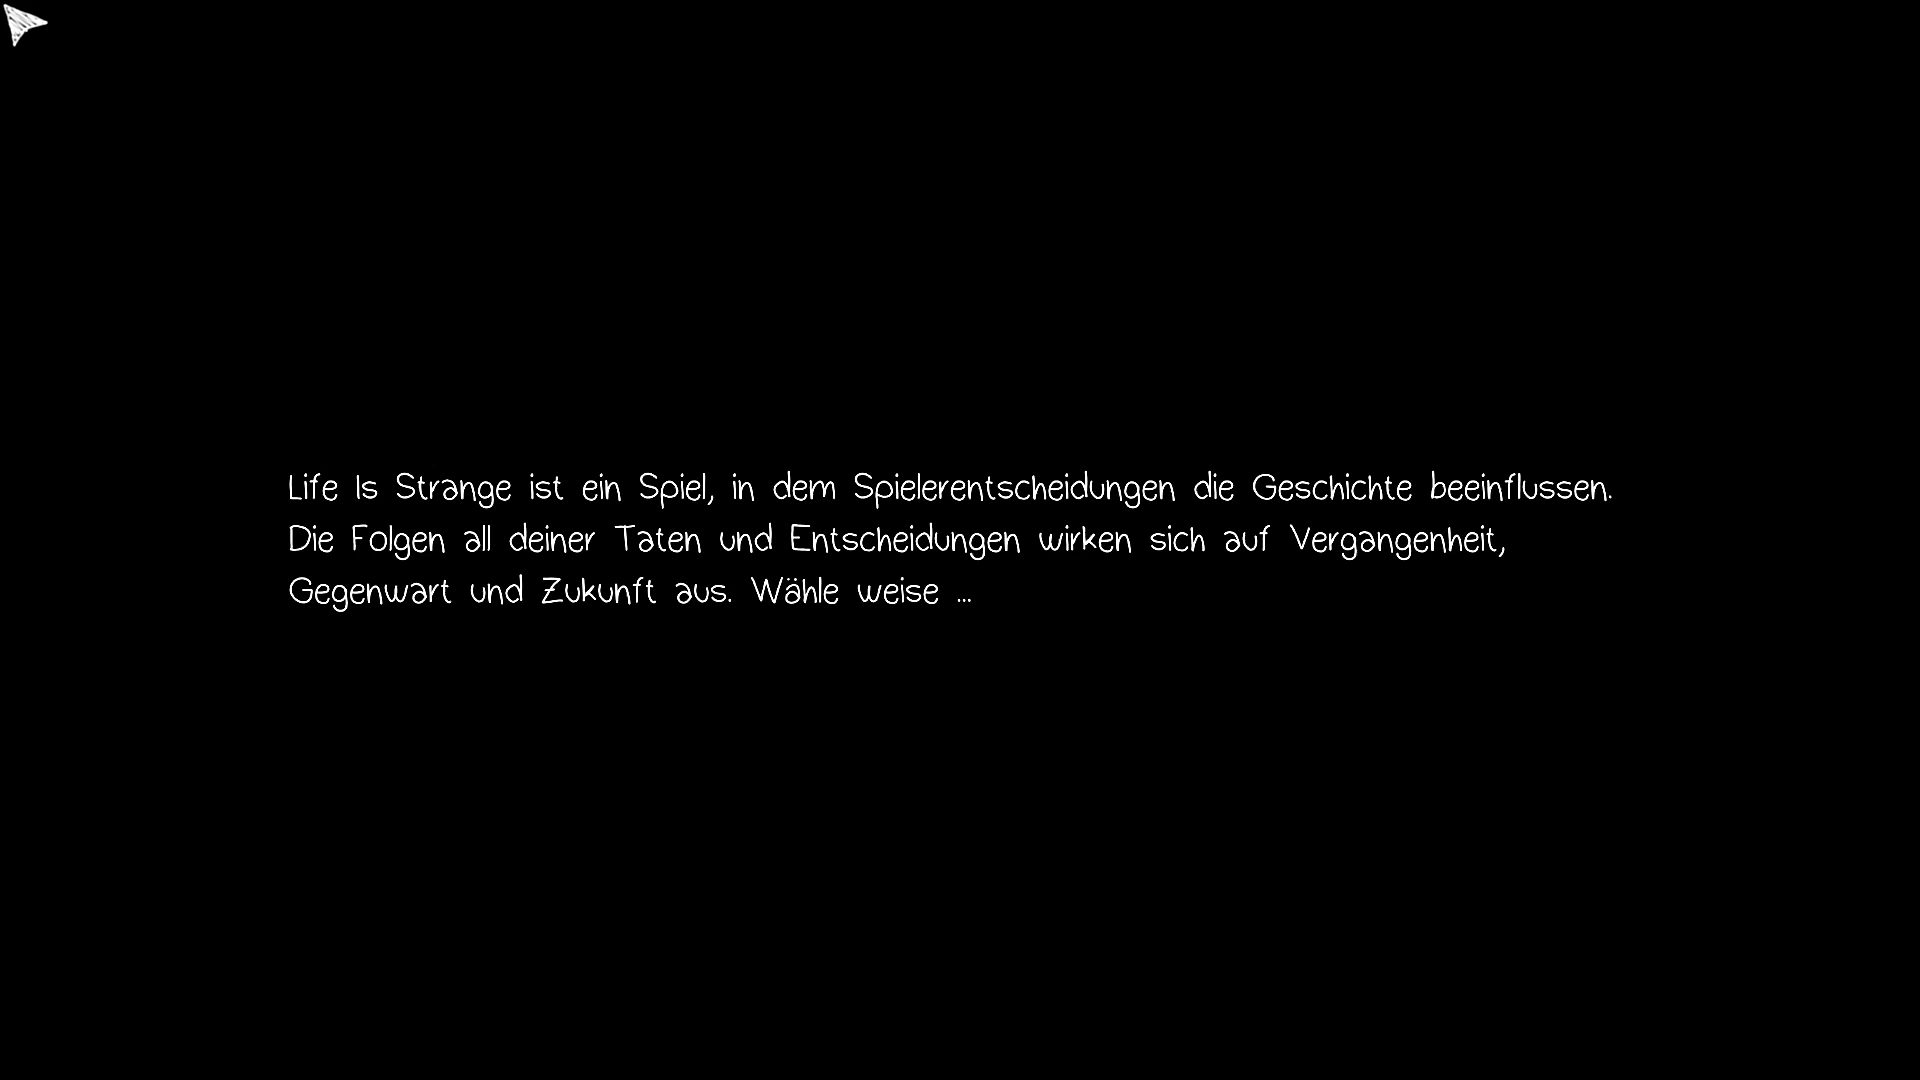 Life Is Strange ist ein Spiel, in dem Spielerentscheidungen die Geschichte beeinflussen.
Die Folgen all deiner Taten und Entscheidungen wirken sich auf Vergangenheit,
Gegenwart und Zukunft aus. Wähle weise ...